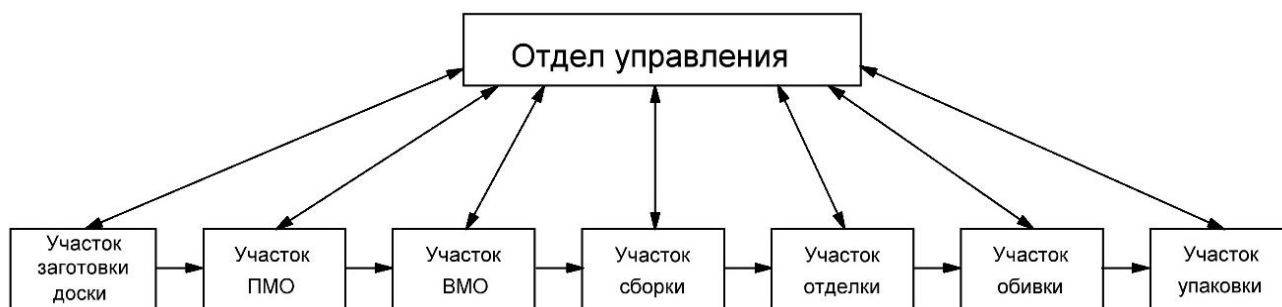 Отдел управления
Участок
заготовки
доски
Участок
ПМО
Участок
ВМО
Участок
сборки
Участок
отделки
Участок
обивки
Участок
упаковки